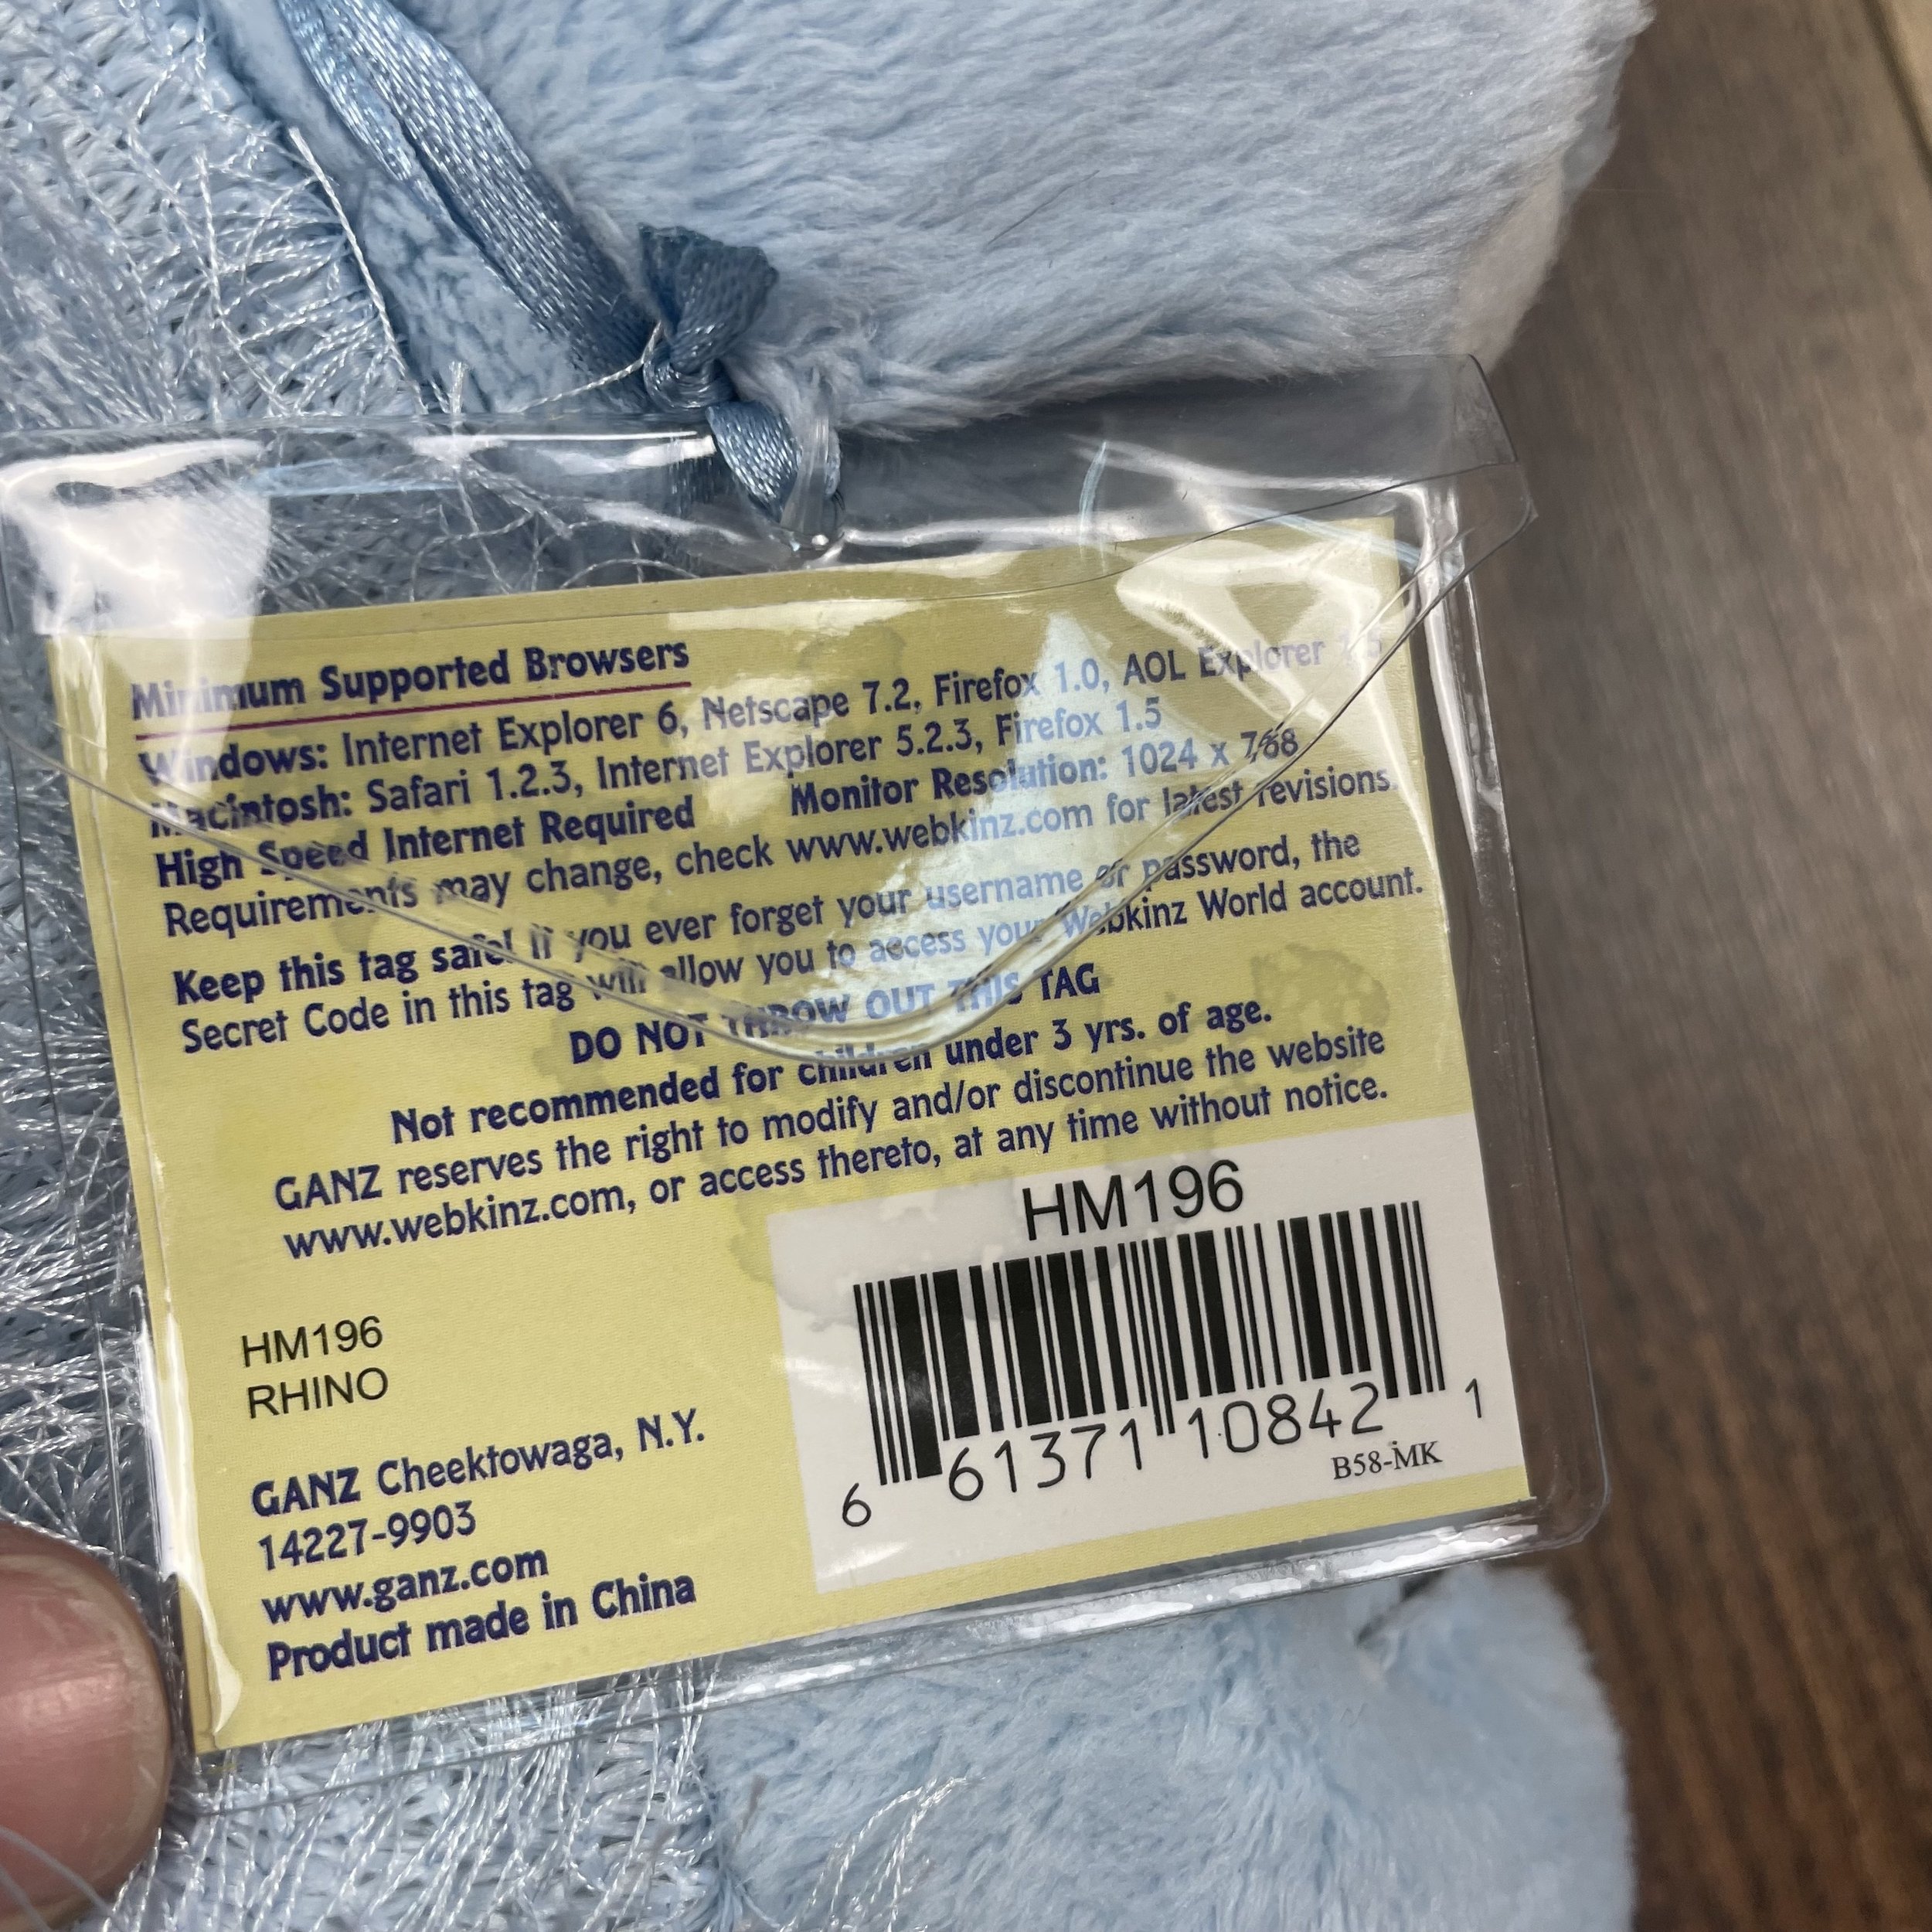 Minimum Supported Browsers
Windows: Internet Explorer 6, Netscape 7.2, Firefox 1.0, AOL Explorer 1.5
Macintosh: Safari 1.2.3, Internet Explorer 5.2.3, Firefox 1.5
High Speed Internet Required Monitor Resolution: 1024 x 768
Requirements may change, check www.webkinz.com for latest revisions.
Keep this tag safe! If you ever forget your username or password, the
Secret Code in this tag will allow you to access your Webkinz World account.
DO NOT THROW OUT THIS TAG
Not recommended for children under 3 yrs. of age.
GANZ reserves the right to modify and/or discontinue the website
www.webkinz.com, or access thereto, at any time without notice.
HM196
RHINO
GANZ Cheektowaga, N.Y.
14227-9903
www.ganz.com
Product made in China
HM196
6 61371 10842 1
B58-MK